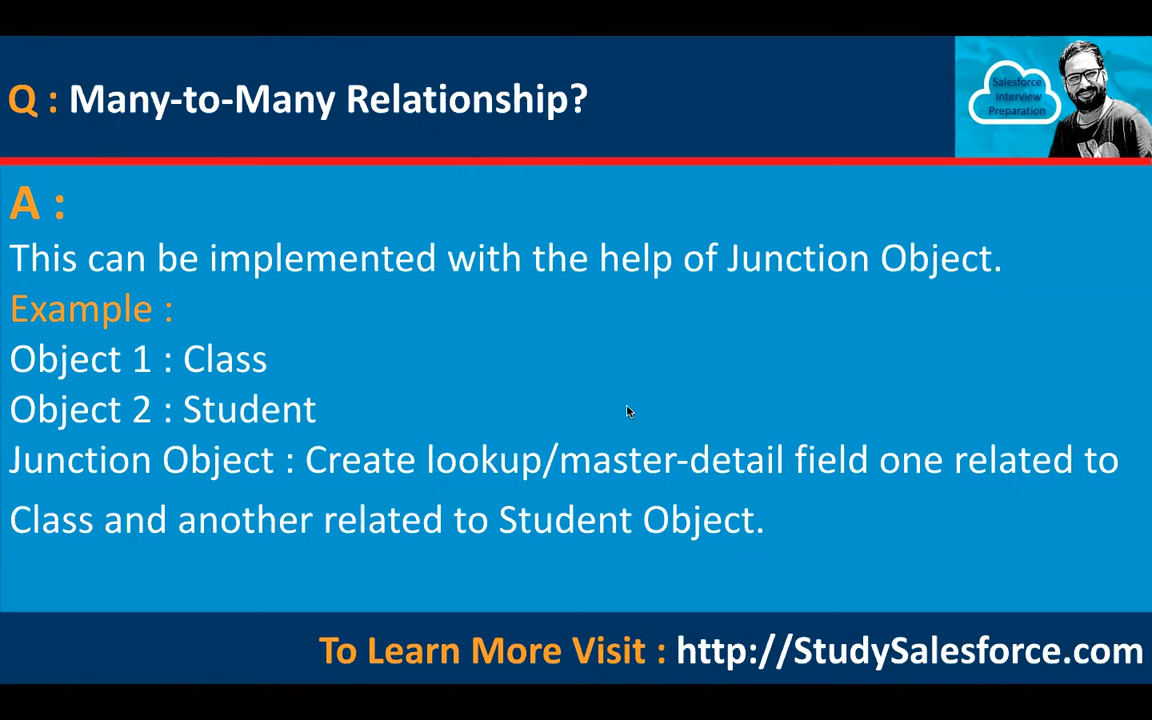 Q : Many-to-Many Relationship?
Salesforce
Interview
Preparation
A :
This can be implemented with the help of Junction Object.
Example :
Object 1 : Class
Object 2 : Student
Junction Object : Create lookup/master-detail field one related to
Class and another related to Student Object.
To Learn More Visit : http://StudySalesforce.com